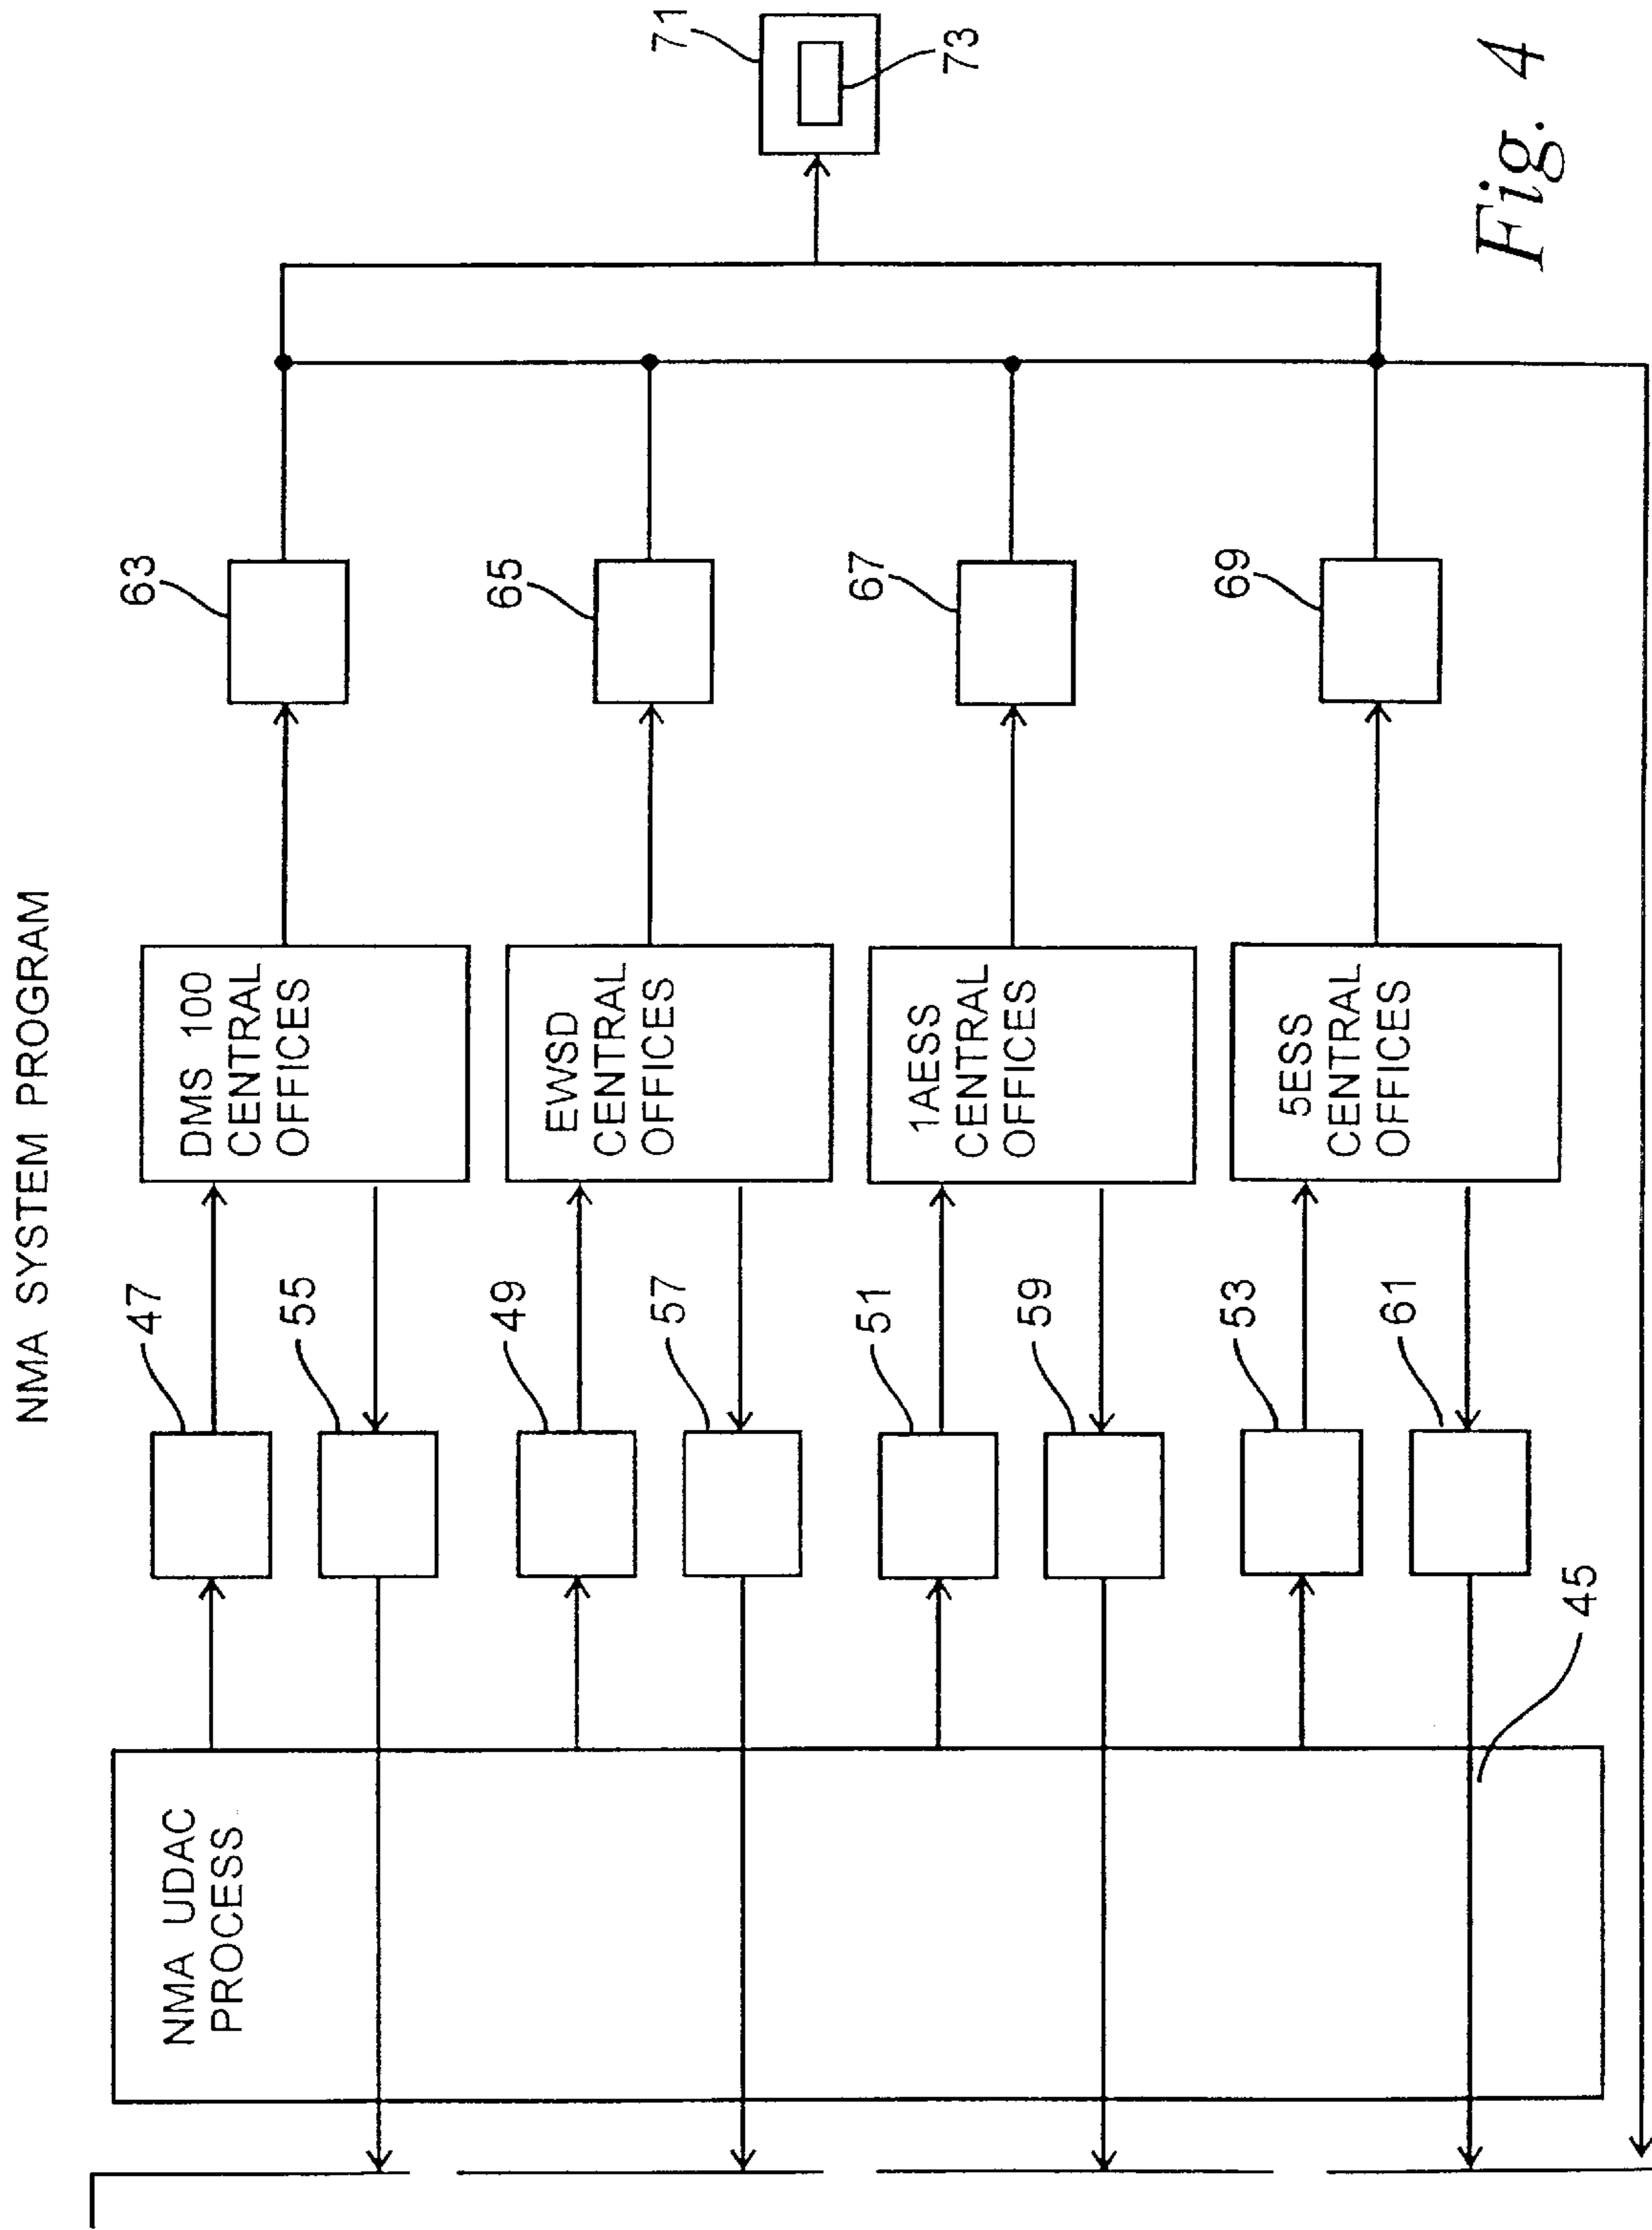 NMA SYSTEM PROGRAM
NMA UDAC
PROCESS
47
55
49
57
51
59
53
61
45
DMS 100
CENTRAL
OFFICES
EWSD
CENTRAL
OFFICES
1AESS
CENTRAL
OFFICES
5ESS
CENTRAL
OFFICES
63
65
67
69
71
73
Fig. 4